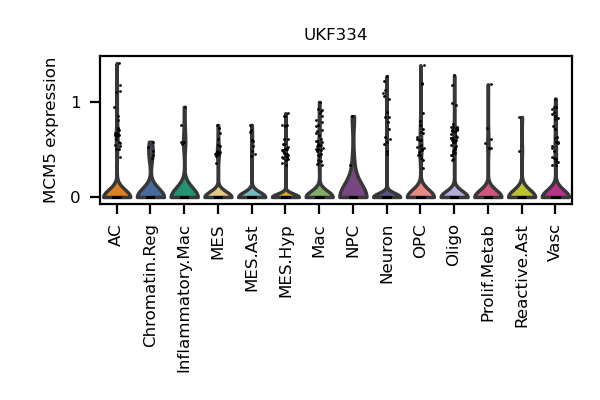 UKF334
MCM5 expression
1
0
AC
Chromatin.Reg
Inflammatory.Mac
MES
MES.Ast
MES.Hyp
Mac
NPC
Neuron
OPC
Oligo
Prolif.Metab
Reactive.Ast
Vasc